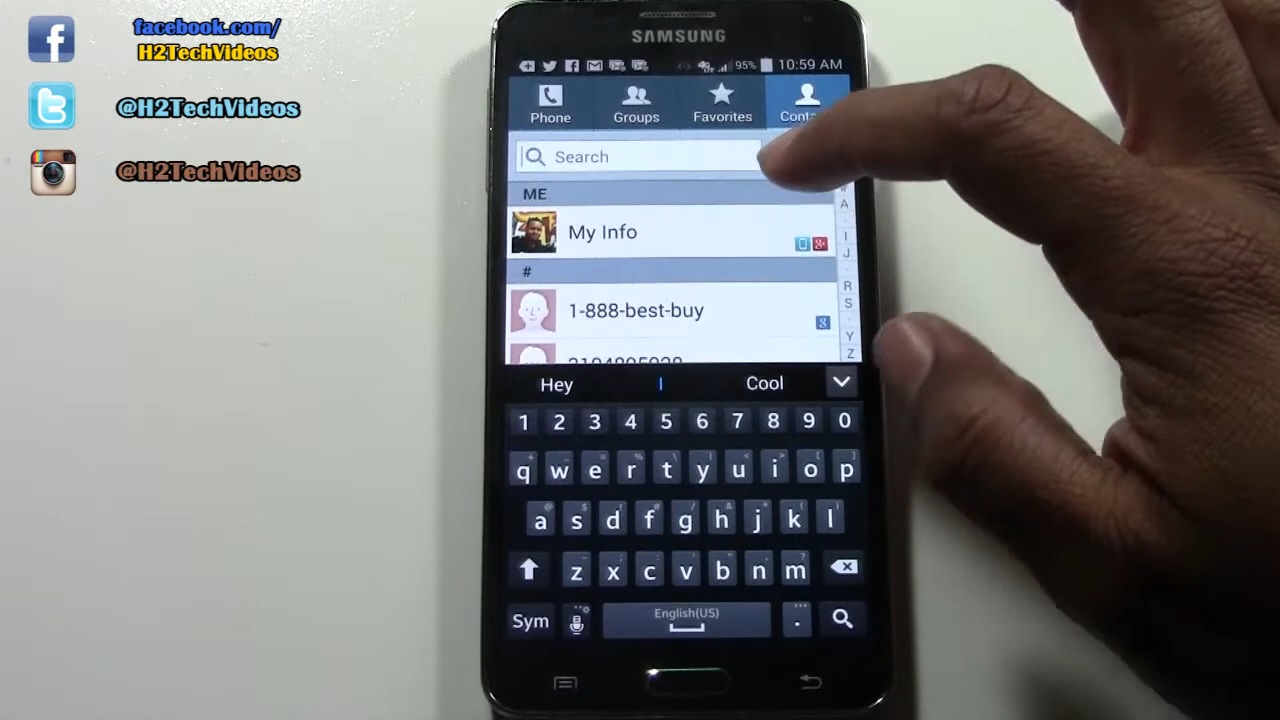 facebook.com/
H2TechVideos
@H2TechVideos
@H2TechVideos
SAMSUNG
95% 10:59 AM
Phone Groups Favorites
Search
ME
My Info
#
1-888-best-buy
#
A
I
J
R
S
Y
Z
Hey I Cool
1 2 3 4 5 6 7 8 9 0
q w e r t y u i o p
a s d f g h j k l
z x c v b n m
Sym English(US) .